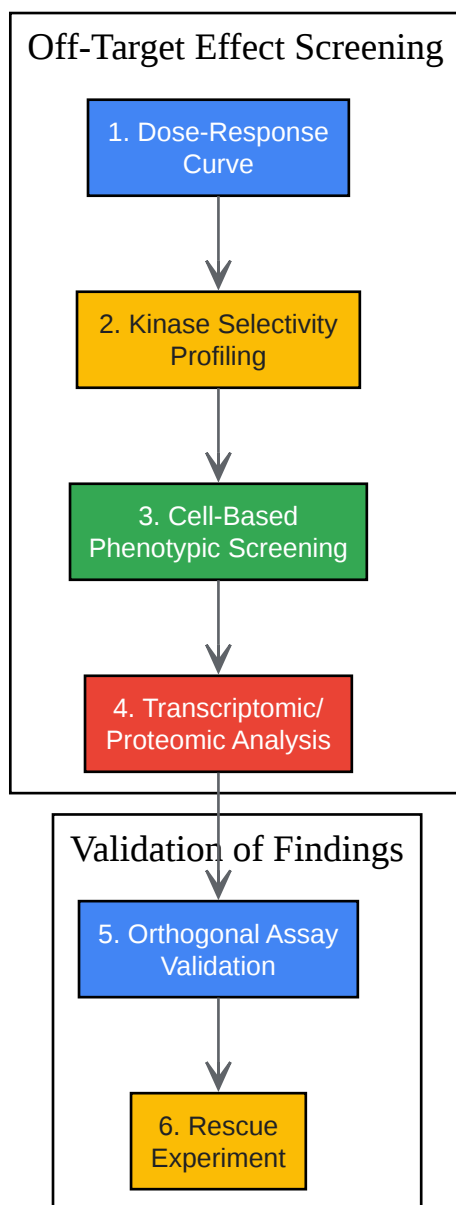 Off-Target Effect Screening
1. Dose-Response
Curve
2. Kinase Selectivity
Profiling
3. Cell-Based
Phenotypic Screening
4. Transcriptomic/
Proteomic Analysis
Validation of Findings
5. Orthogonal Assay
Validation
6. Rescue
Experiment